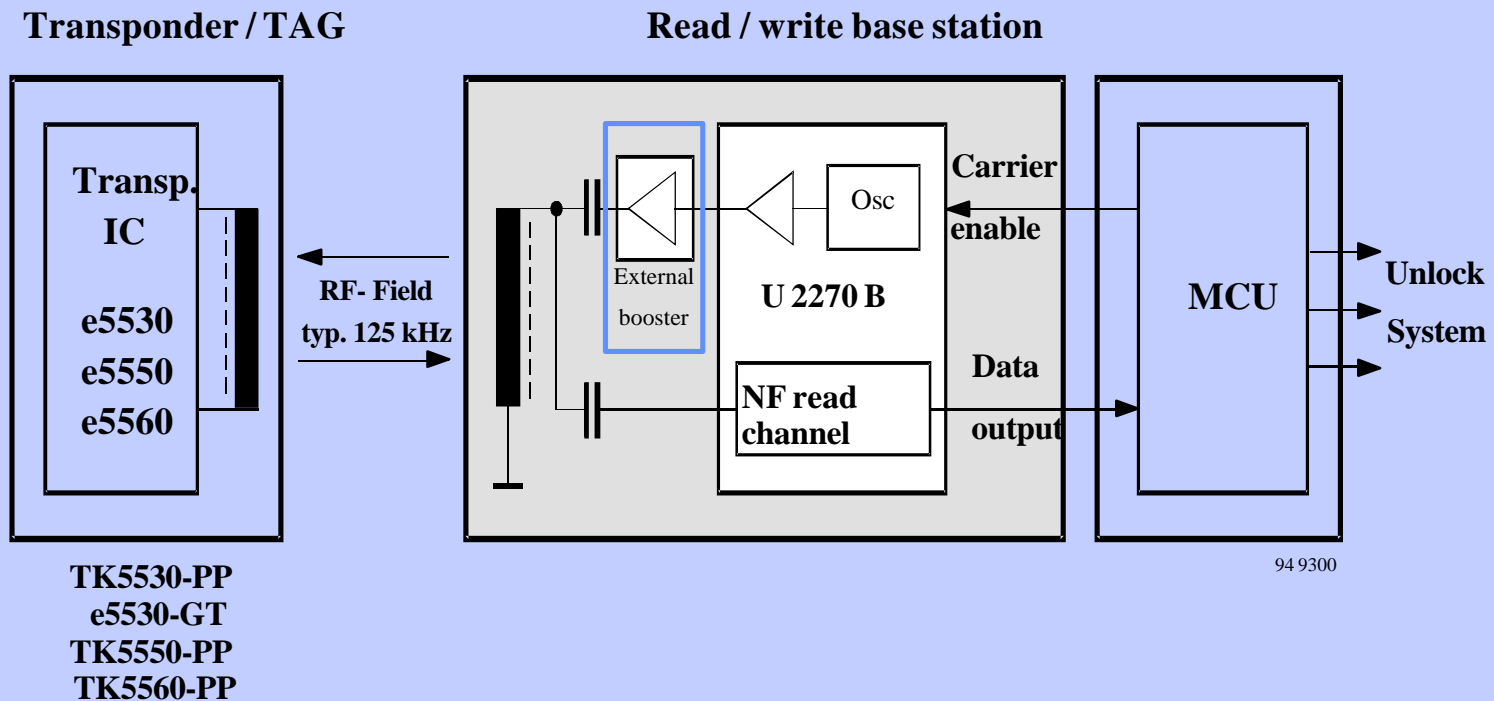 Transponder / TAG
Read / write base station
Transp.
IC
e5530
e5550
e5560
RF- Field
typ. 125 kHz
External
booster
Osc
U 2270 B
NF read
channel
Carrier
enable
Data
output
MCU
Unlock
System
94 9300
TK5530-PP
e5530-GT
TK5550-PP
TK5560-PP